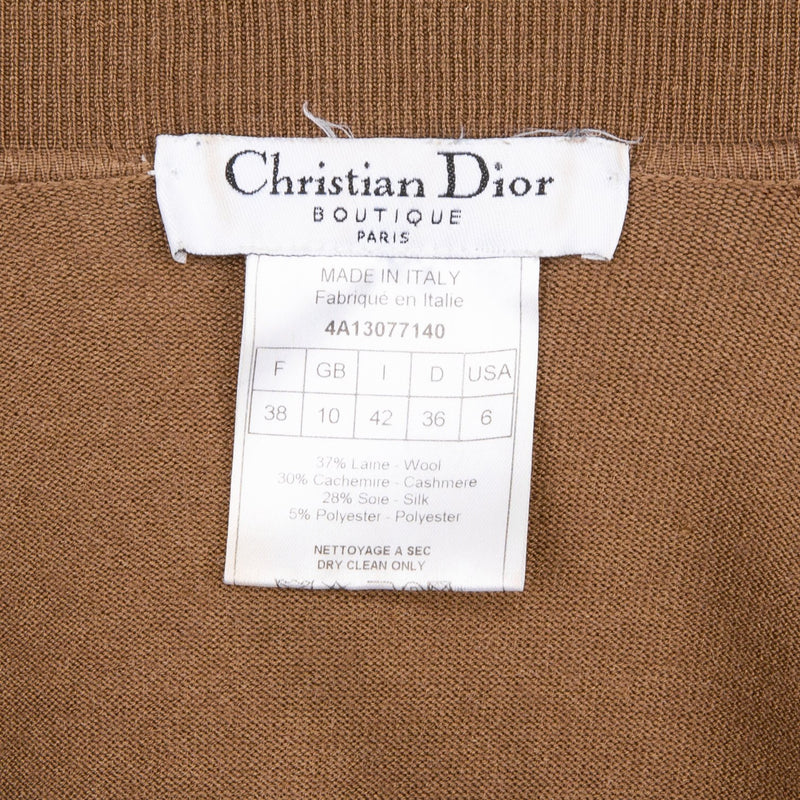 Christian Dior
BOUTIQUE
PARIS
MADE IN ITALY
Fabriqué en Italie
4A13077140
F GB I D USA
38 10 42 36 6
37% Laine - Wool
30% Cachemire - Cashmere
28% Soie - Silk
5% Polyester - Polyester
NETTOYAGE A SEC
DRY CLEAN ONLY